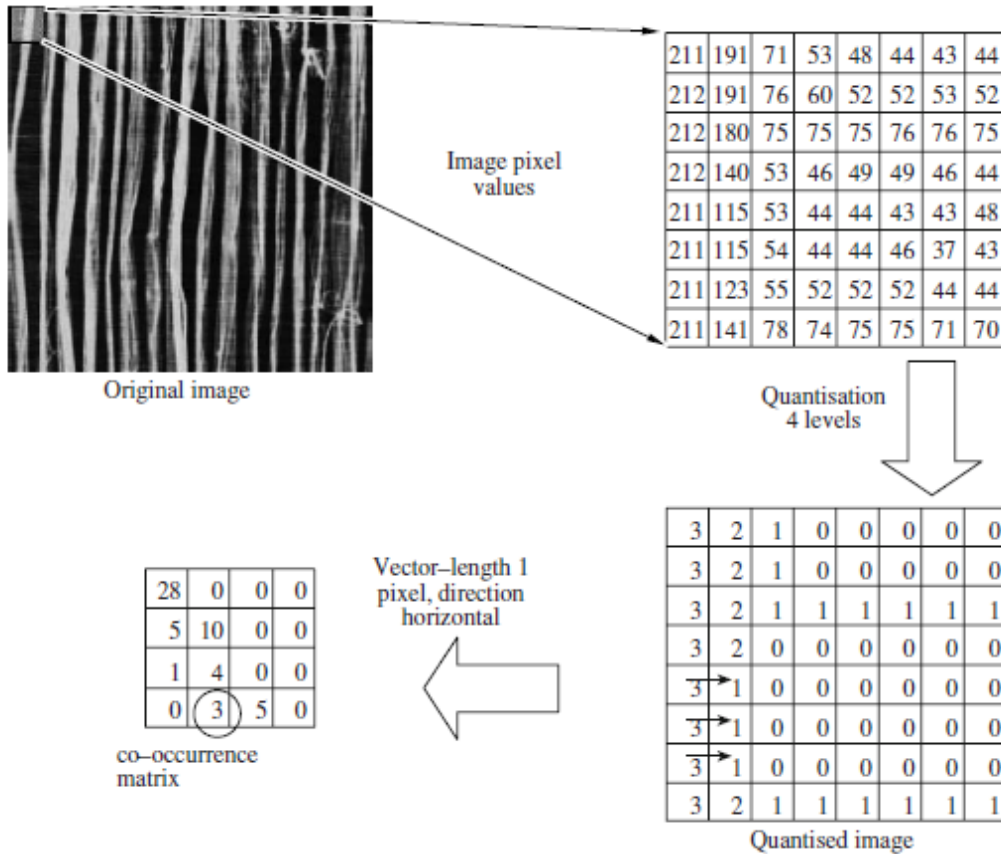 211 191 71 53 48 44 43 44
212 191 76 60 52 52 53 52
212 180 75 75 75 76 76 75
212 140 53 46 49 49 46 44
211 115 53 44 44 43 43 48
211 115 54 44 44 46 37 43
211 123 55 52 52 52 44 44
211 141 78 74 75 75 71 70
Image pixel
values
Original image
Quantisation
4 levels
3 2 1 0 0 0 0 0
3 2 1 0 0 0 0 0
3 2 1 1 1 1 1 1
3 2 0 0 0 0 0 0
3 1 0 0 0 0 0 0
3 1 0 0 0 0 0 0
3 1 0 0 0 0 0 0
3 2 1 1 1 1 1 1
Quantised image
Vector–length 1
pixel, direction
horizontal
28 0 0 0
5 10 0 0
1 4 0 0
0 3 5 0
co–occurrence
matrix